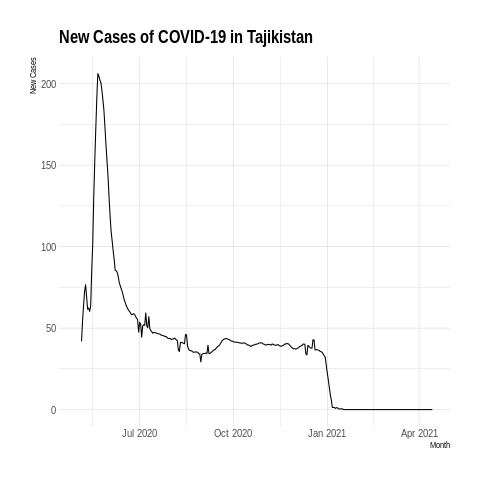 New Cases of COVID-19 in Tajikistan
New Cases
200
150
100
50
0
Jul 2020
Oct 2020
Jan 2021
Apr 2021
Month